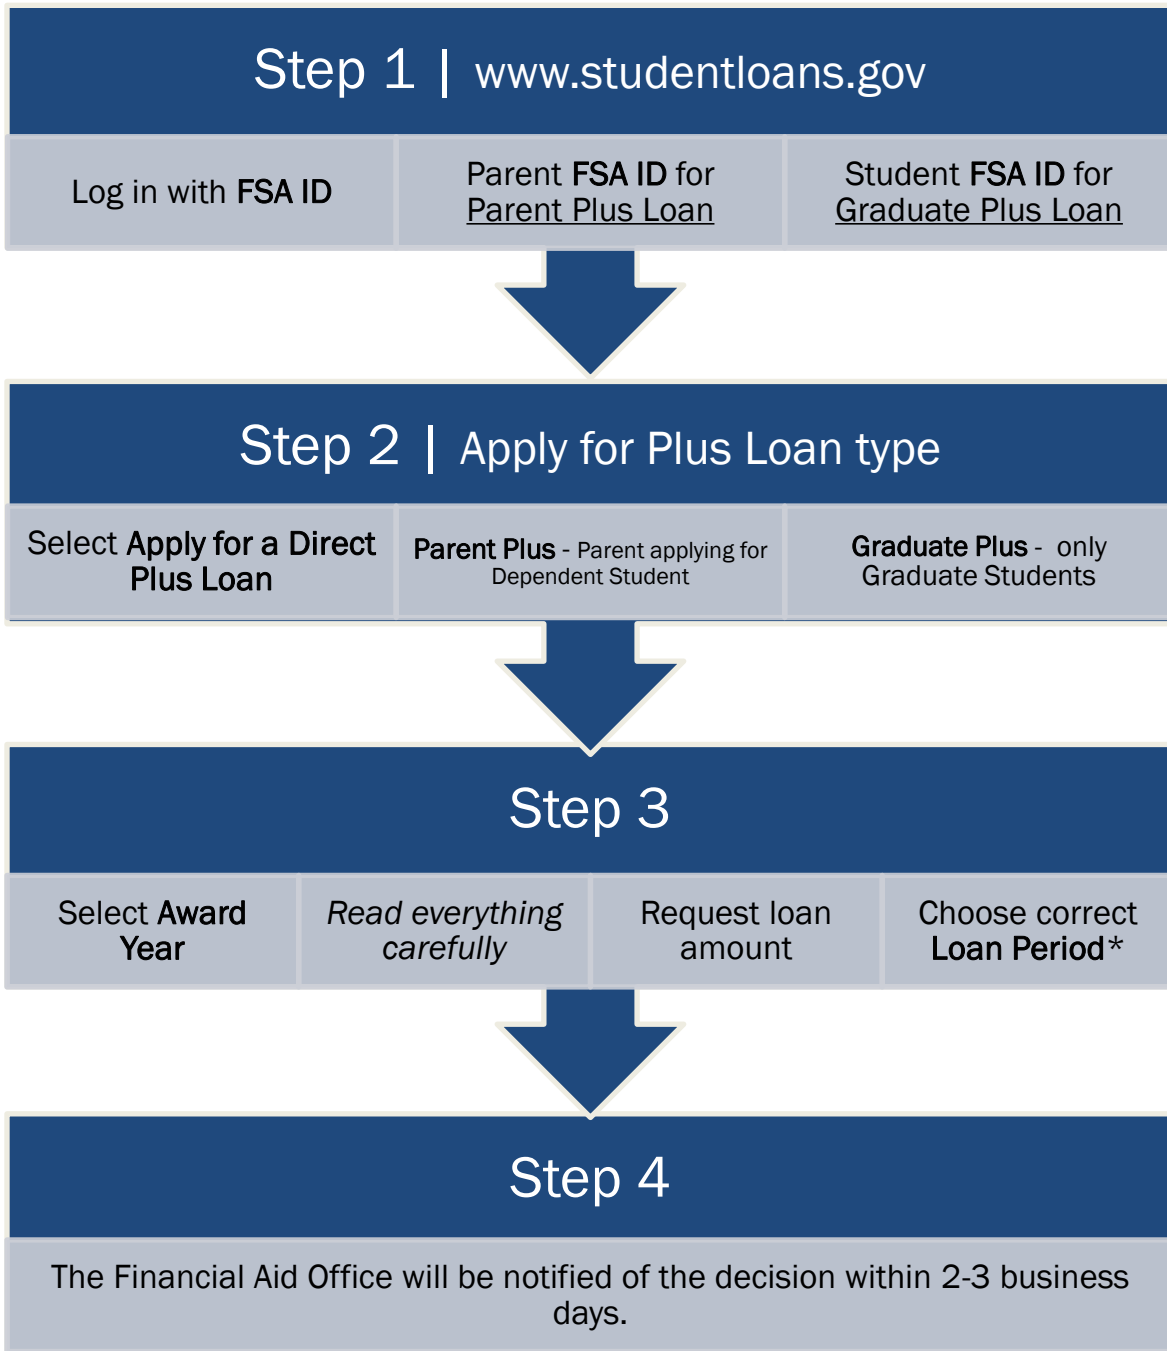 Step 1 | www.studentloans.gov
Log in with FSA ID
Parent FSA ID for
Parent Plus Loan
Student FSA ID for
Graduate Plus Loan
Step 2 | Apply for Plus Loan type
Select Apply for a Direct
Plus Loan
Parent Plus - Parent applying for
Dependent Student
Graduate Plus - only
Graduate Students
Step 3
Select Award
Year
Read everything
carefully
Request loan
amount
Choose correct
Loan Period*
Step 4
The Financial Aid Office will be notified of the decision within 2-3 business
days.